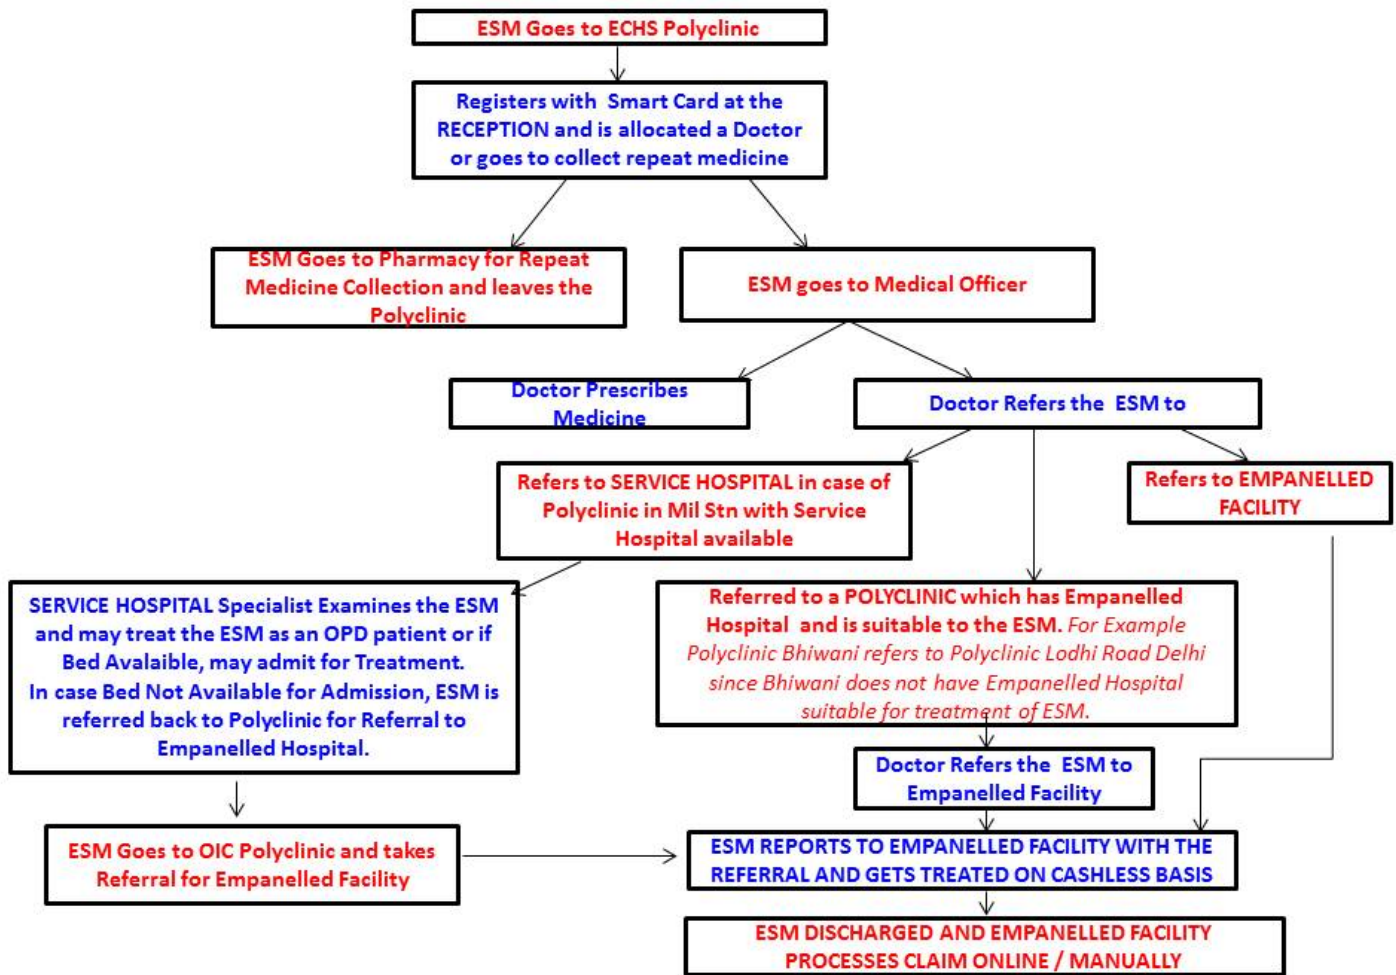 ESM Goes to ECHS Polyclinic
Registers with Smart Card at the
RECEPTION and is allocated a Doctor
or goes to collect repeat medicine
ESM Goes to Pharmacy for Repeat
Medicine Collection and leaves the
Polyclinic
ESM goes to Medical Officer
Doctor Prescribes
Medicine
Doctor Refers the ESM to
Refers to SERVICE HOSPITAL in case of
Polyclinic in Mil Stn with Service
Hospital available
Refers to EMPANELLED
FACILITY
SERVICE HOSPITAL Specialist Examines the ESM
and may treat the ESM as an OPD patient or if
Bed Avalaible, may admit for Treatment.
In case Bed Not Available for Admission, ESM is
referred back to Polyclinic for Referral to
Empanelled Hospital.
Referred to a POLYCLINIC which has Empanelled
Hospital and is suitable to the ESM. For Example
Polyclinic Bhiwani refers to Polyclinic Lodhi Road Delhi
since Bhiwani does not have Empanelled Hospital
suitable for treatment of ESM.
Doctor Refers the ESM to
Empanelled Facility
ESM Goes to OIC Polyclinic and takes
Referral for Empanelled Facility
ESM REPORTS TO EMPANELLED FACILITY WITH THE
REFERRAL AND GETS TREATED ON CASHLESS BASIS
ESM DISCHARGED AND EMPANELLED FACILITY
PROCESSES CLAIM ONLINE / MANUALLY